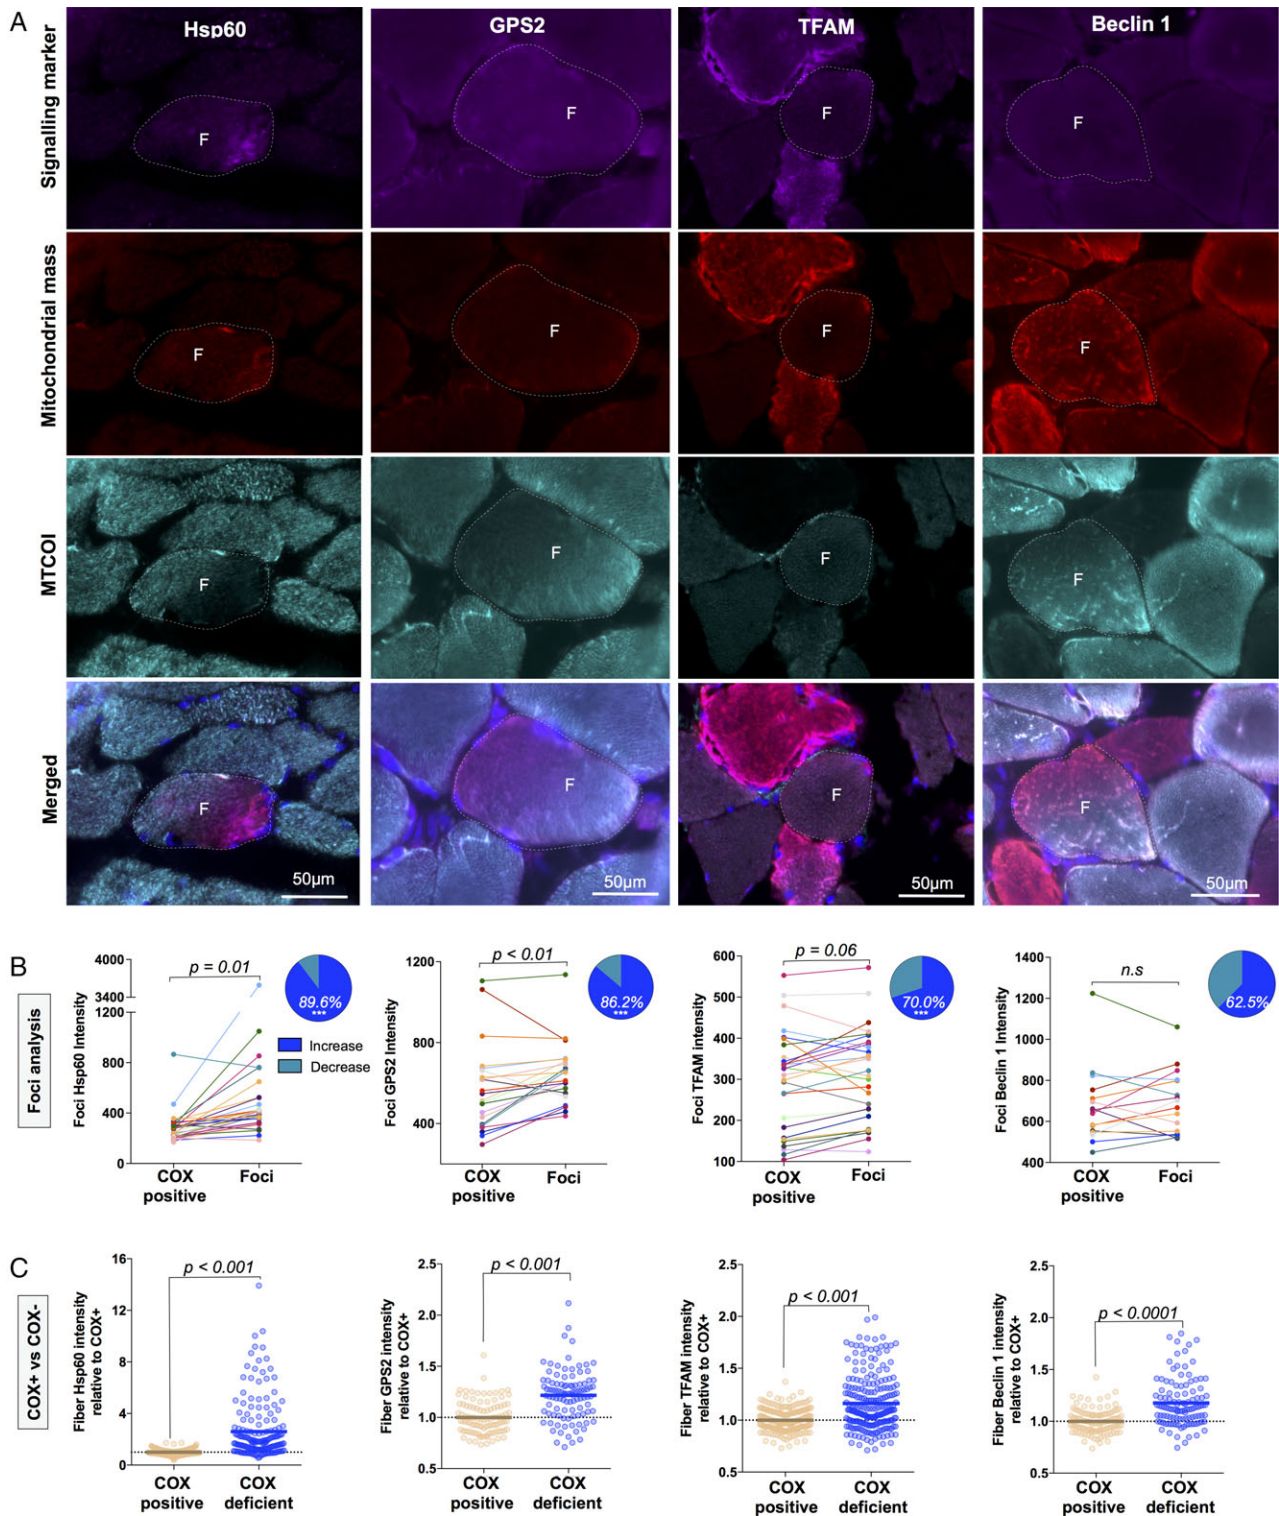 A
Hsp60
GPS2
TFAM
Beclin 1
Signalling marker
F
F
F
F
Mitochondrial mass
F
F
F
F
MTCOI
F
F
F
F
Merged
F
F
F
F
50µm
50µm
50µm
50µm
B
Foci analysis
Foci Hsp60 Intensity
4000
3400
1200
800
400
0
p = 0.01
89.6%
***
Increase
Decrease
COX
positive
Foci
Foci GPS2 Intensity
1200
800
400
p < 0.01
86.2%
***
COX
positive
Foci
Foci TFAM intensity
600
500
400
300
200
100
p = 0.06
70.0%
***
COX
positive
Foci
Foci Beclin 1 Intensity
1400
1200
1000
800
600
400
n.s
62.5%
COX
positive
Foci
C
COX+ vs COX-
Fiber Hsp60 intensity
relative to COX+
16
12
8
4
0
p < 0.001
COX
positive
COX
deficient
Fiber GPS2 intensity
relative to COX+
2.5
2.0
1.5
1.0
0.5
p < 0.001
COX
positive
COX
deficient
Fiber TFAM intensity
relative to COX+
2.5
2.0
1.5
1.0
0.5
p < 0.001
COX
positive
COX
deficient
Fiber Beclin 1 intensity
relative to COX+
2.5
2.0
1.5
1.0
0.5
p < 0.0001
COX
positive
COX
deficient